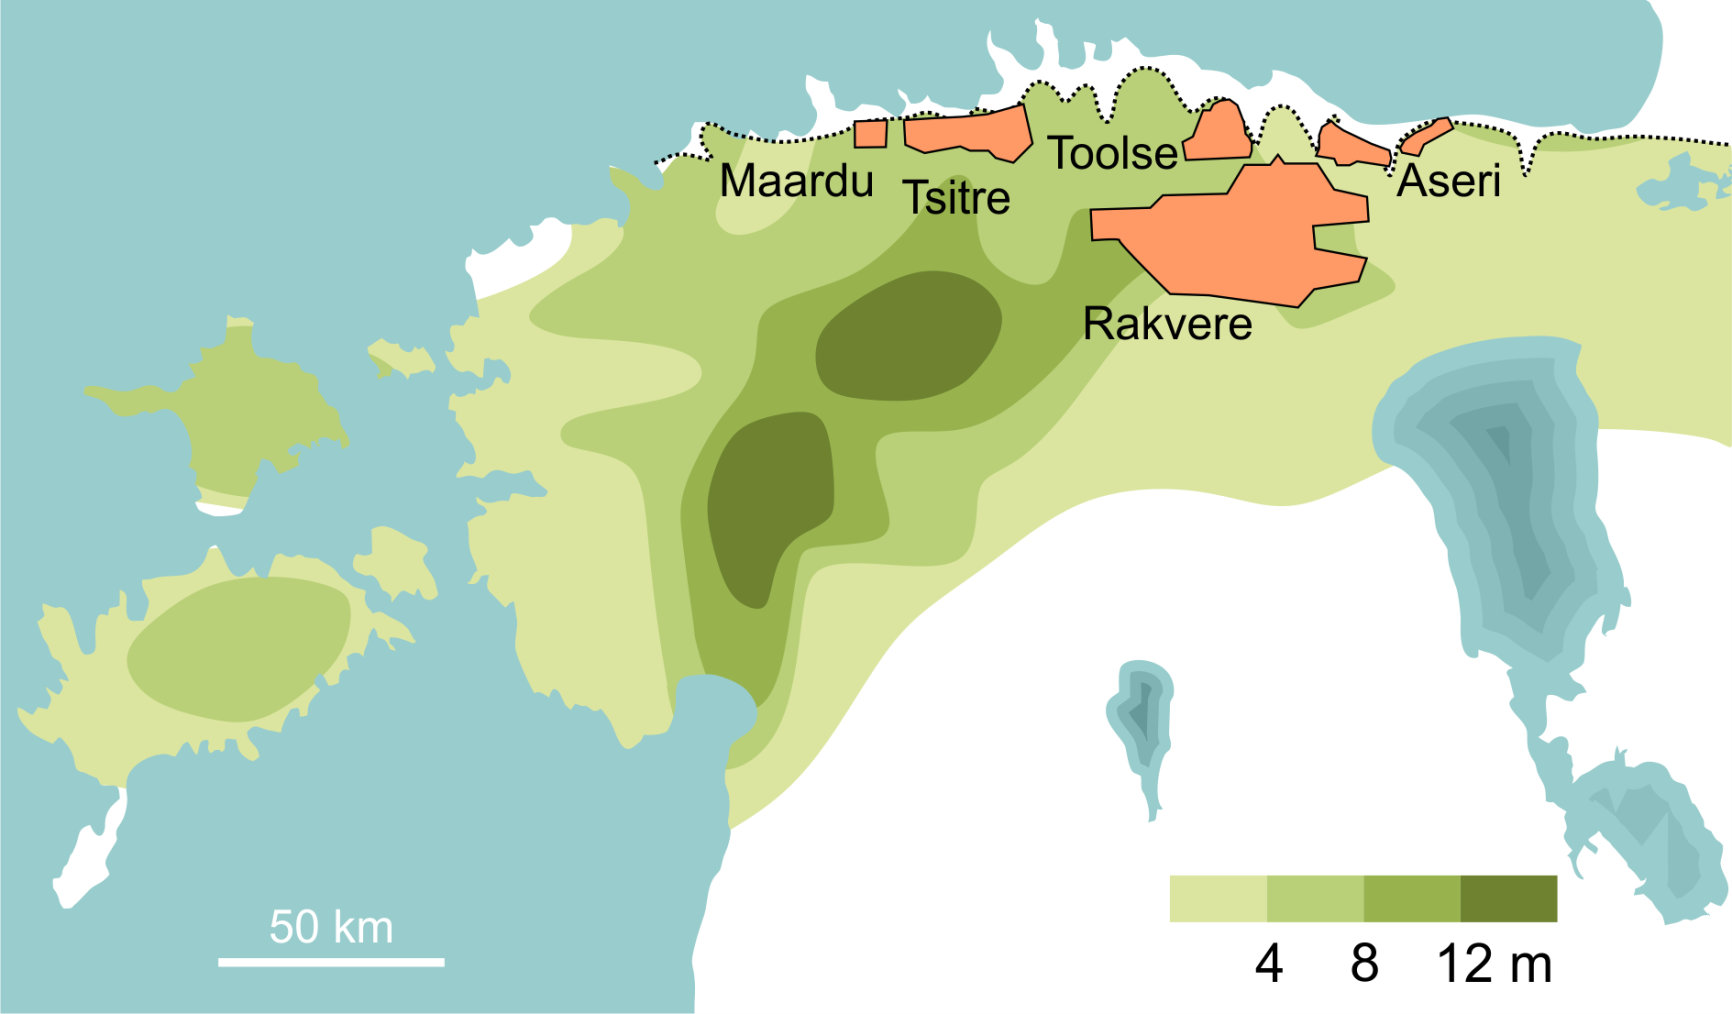 Toolse
Maardu
Tsitre
Aseri
Rakvere
50 km
4 8 12 m